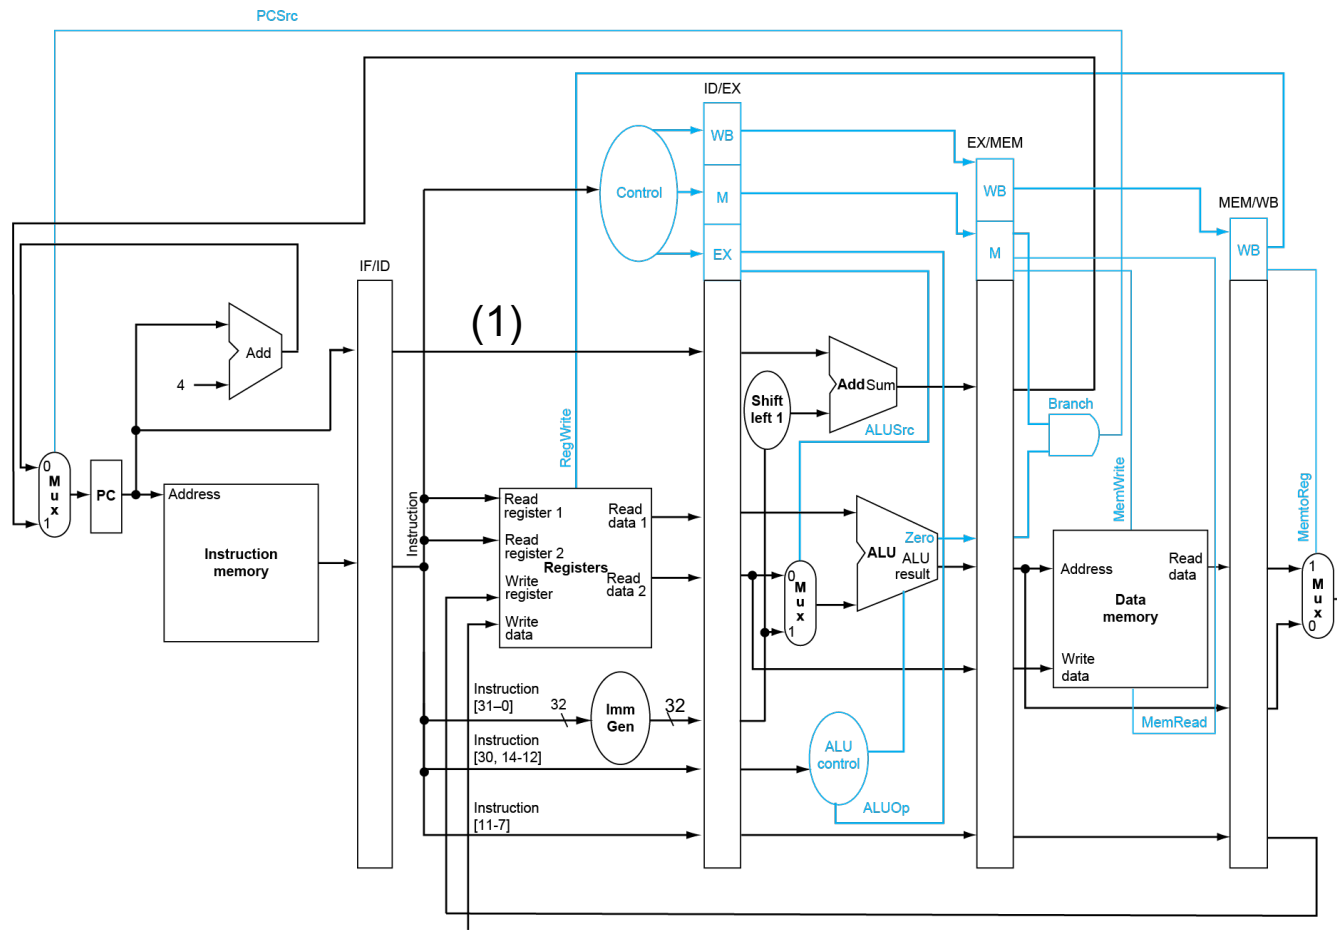 PCSrc
ID/EX
WB
EX/MEM
Control
M
WB
MEM/WB
EX
M
WB
IF/ID
(1)
Add
4
Add Sum
Shift
left 1
Branch
ALUSrc
RegWrite
MemWrite
MemtoReg
0
M
u
x
1
PC
Address
Instruction
memory
Instruction
Read
register 1
Read
data 1
Read
register 2
Registers
Write
register
Read
data 2
Write
data
Zero
ALU
ALU
result
0
M
u
x
1
Address
Read
data
Data
memory
Write
data
1
M
u
x
0
Instruction
[31–0]
32
Imm
Gen
32
MemRead
Instruction
[30, 14-12]
ALU
control
ALUOp
Instruction
[11-7]